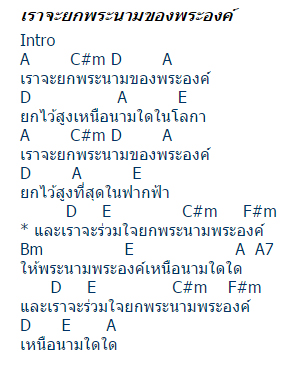 เราจะยกพระนามของพระองค์
Intro
A C#m D A
เราจะยกพระนามของพระองค์
D A E
ยกไว้สูงเหนือนามใดในโลกา
A C#m D A
เราจะยกพระนามของพระองค์
D A E
ยกไว้สูงที่สุดในฟากฟ้า
D E C#m F#m
* และเราจะร่วมใจยกพระนามพระองค์
Bm E A A7
ให้พระนามพระองค์เหนือนามใดใด
D E C#m F#m
และเราจะร่วมใจยกพระนามพระองค์
D E A
เหนือนามใดใด